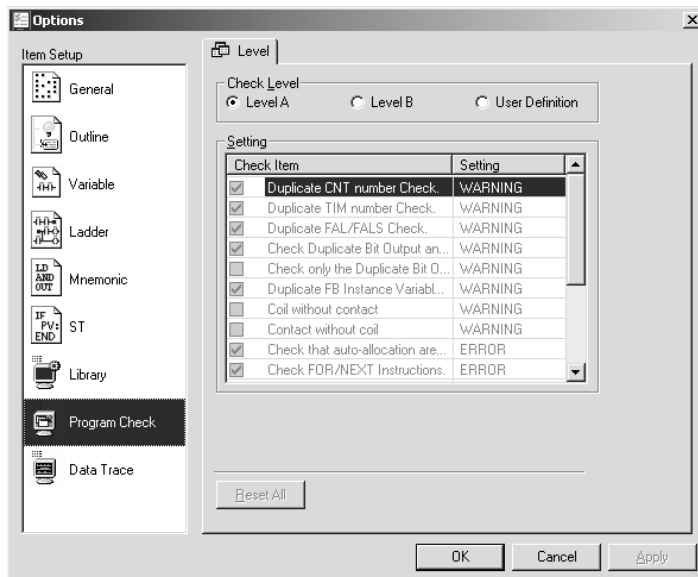 Options
Item Setup
General
Outline
Variable
Ladder
LD
AND
OUT
Mnemonic
IF
PV:
END
ST
Library
Program Check
Data Trace
Level
Check Level
Level A
Level B
User Definition
Setting
Check Item Setting
Duplicate CNT number Check. WARNING
Duplicate TIM number Check. WARNING
Duplicate FAL/FALS Check. WARNING
Check Duplicate Bit Output an... WARNING
Check only the Duplicate Bit O... WARNING
Duplicate FB Instance Variabl... WARNING
Coil without contact WARNING
Contact without coil WARNING
Check that auto-allocation are... ERROR
Check FOR/NEXT Instructions. ERROR
Reset All
OK Cancel Apply